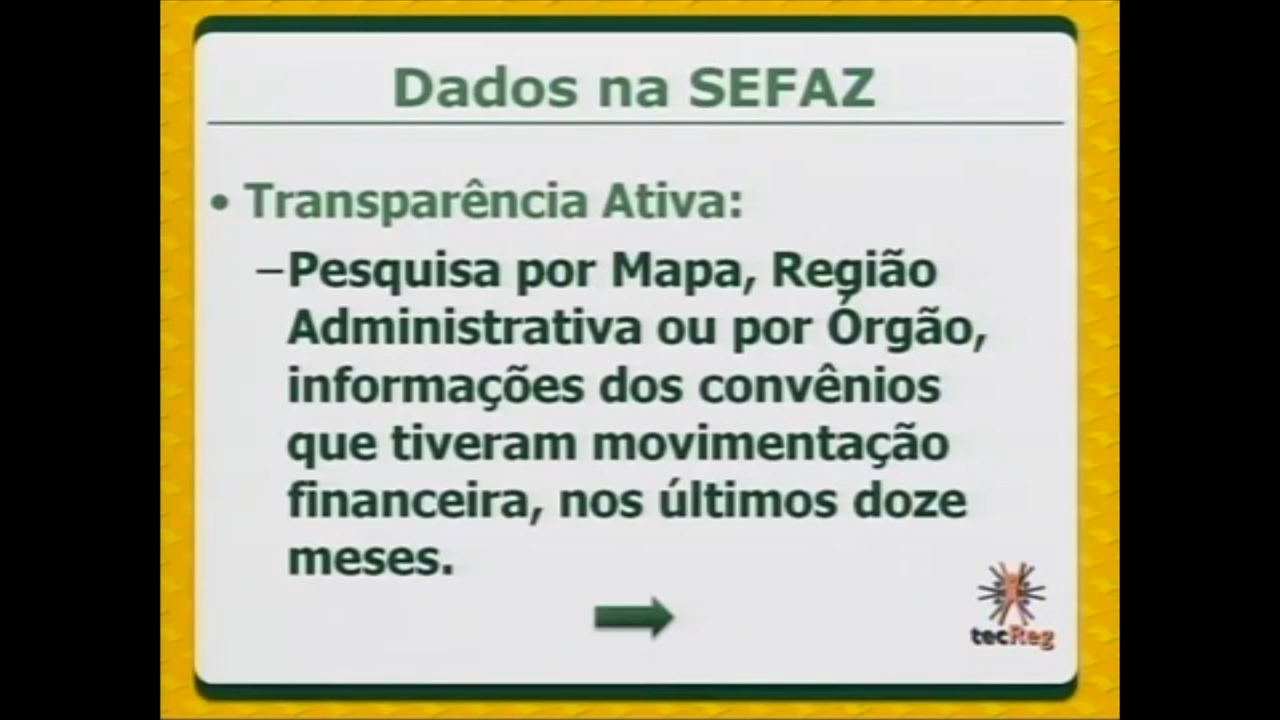 Dados na SEFAZ
• Transparência Ativa:
–Pesquisa por Mapa, Região
Administrativa ou por Órgão,
informações dos convênios
que tiveram movimentação
financeira, nos últimos doze
meses.
tecReg